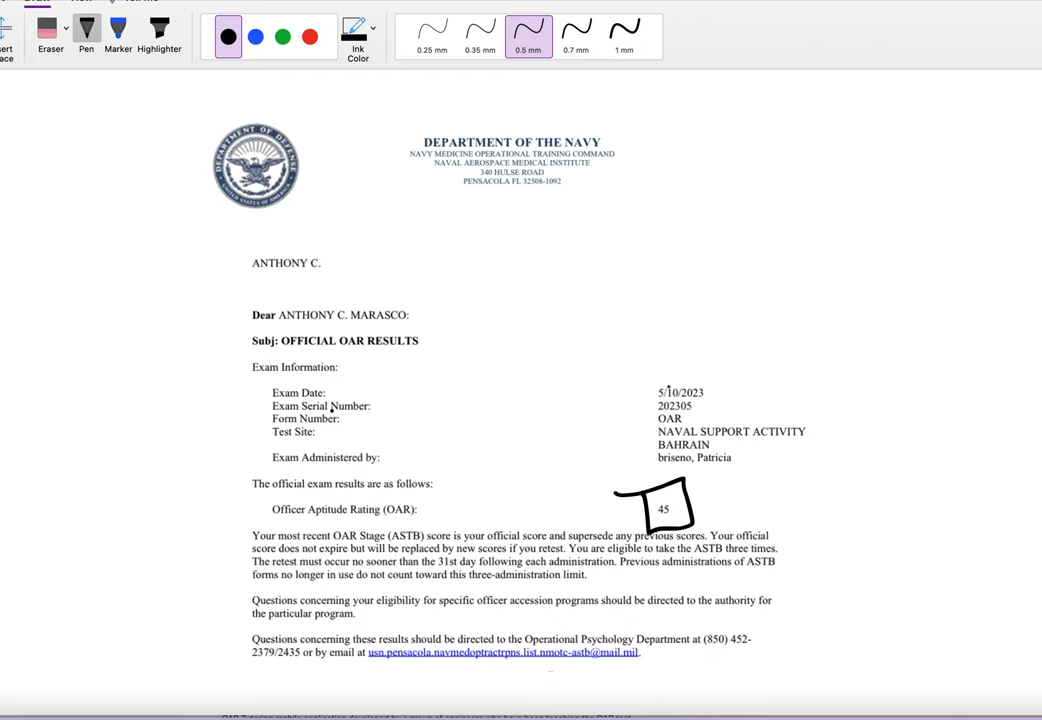 Eraser
Pen
Marker
Highlighter
Ink
Color
0.25 mm
0.35 mm
0.5 mm
0.7 mm
1 mm
DEPARTMENT OF DEFENSE
UNITED STATES OF AMERICA
DEPARTMENT OF THE NAVY
NAVY MEDICINE OPERATIONAL TRAINING COMMAND
NAVAL AEROSPACE MEDICAL INSTITUTE
340 HULSE ROAD
PENSACOLA FL 32508-1092
ANTHONY C.
Dear ANTHONY C. MARASCO:
Subj: OFFICIAL OAR RESULTS
Exam Information:
Exam Date: 5/10/2023
Exam Serial Number: 202305
Form Number: OAR
Test Site: NAVAL SUPPORT ACTIVITY
BAHRAIN
Exam Administered by: briseno, Patricia
The official exam results are as follows:
Officer Aptitude Rating (OAR): 45
Your most recent OAR Stage (ASTB) score is your official score and supersede any previous scores. Your official
score does not expire but will be replaced by new scores if you retest. You are eligible to take the ASTB three times.
The retest must occur no sooner than the 31st day following each administration. Previous administrations of ASTB
forms no longer in use do not count toward this three-administration limit.
Questions concerning your eligibility for specific officer accession programs should be directed to the authority for
the particular program.
Questions concerning these results should be directed to the Operational Psychology Department at (850) 452-
2379/2435 or by email at usn.pensacola.navmedoptractrpns.list.nmotc-astb@mail.mil.